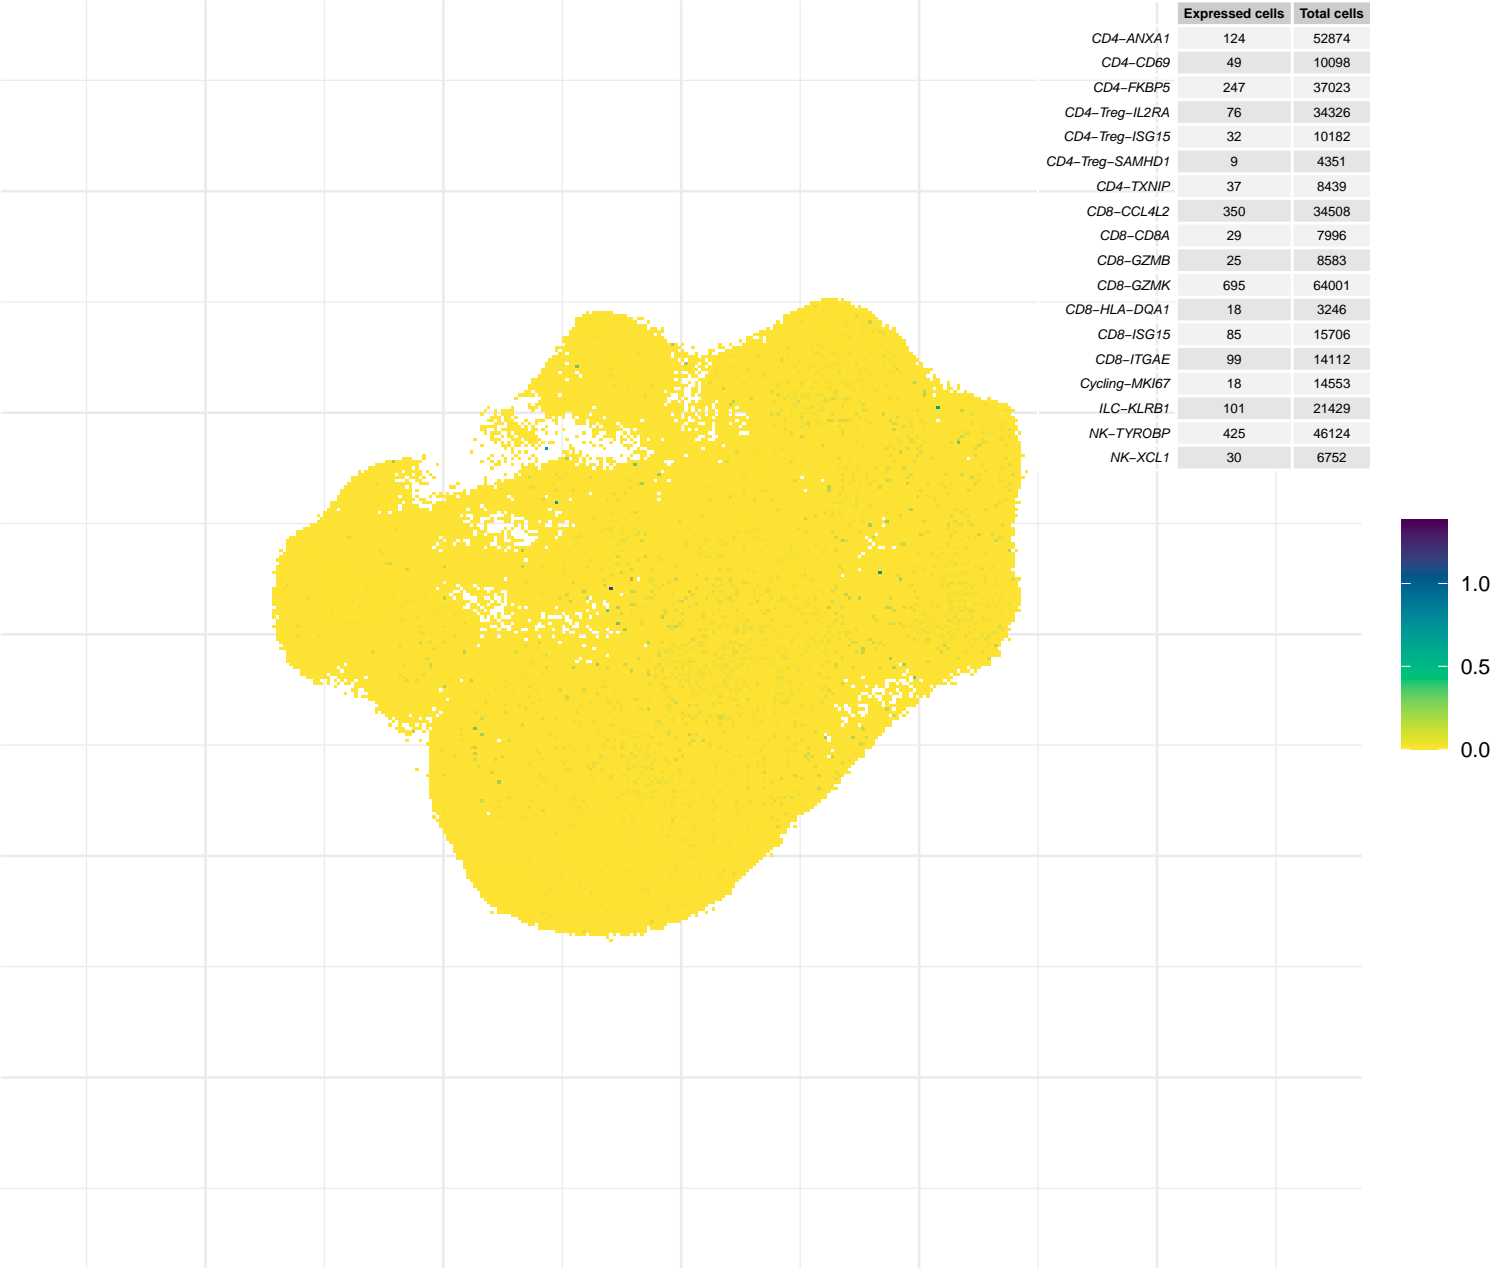 Expressed cells Total cells
CD4−ANXA1 124 52874
CD4−CD69 49 10098
CD4−FKBP5 247 37023
CD4−Treg−IL2RA 76 34326
CD4−Treg−ISG15 32 10182
CD4−Treg−SAMHD1 9 4351
CD4−TXNIP 37 8439
CD8−CCL4L2 350 34508
CD8−CD8A 29 7996
CD8−GZMB 25 8583
CD8−GZMK 695 64001
CD8−HLA−DQA1 18 3246
CD8−ISG15 85 15706
CD8−ITGAE 99 14112
Cycling−MKI67 18 14553
ILC−KLRB1 101 21429
NK−TYROBP 425 46124
NK−XCL1 30 6752
1.0
0.5
0.0